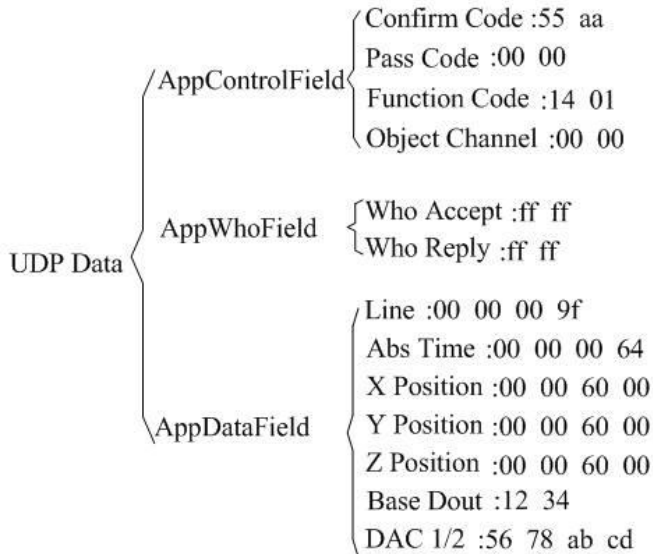 UDP Data
AppControlField
Confirm Code :55 aa
Pass Code :00 00
Function Code :14 01
Object Channel :00 00
AppWhoField
Who Accept :ff ff
Who Reply :ff ff
AppDataField
Line :00 00 00 9f
Abs Time :00 00 00 64
X Position :00 00 60 00
Y Position :00 00 60 00
Z Position :00 00 60 00
Base Dout :12 34
DAC 1/2 :56 78 ab cd